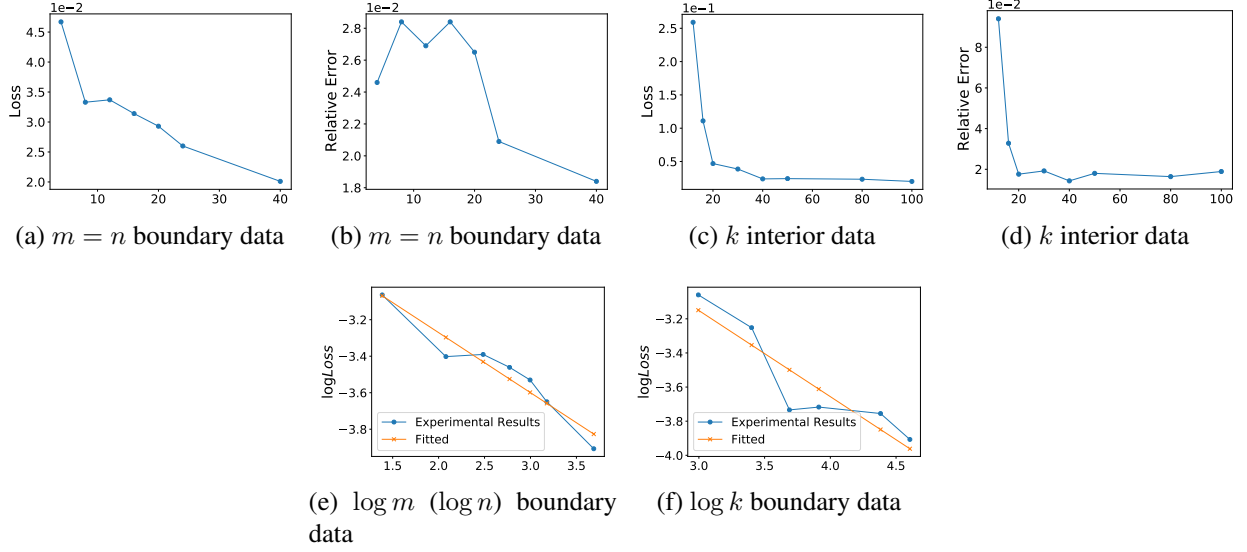 1e−2
4.5
4.0
3.5
3.0
2.5
2.0
Loss
10 20 30 40
(a) m = n boundary data
1e−2
2.8
2.6
2.4
2.2
2.0
1.8
Relative Error
10 20 30 40
(b) m = n boundary data
1e−1
2.5
2.0
1.5
1.0
0.5
Loss
20 40 60 80 100
(c) k interior data
1e−2
8
6
4
2
Relative Error
20 40 60 80 100
(d) k interior data
−3.2
−3.4
−3.6
−3.8
logLoss
Experimental Results
Fitted
1.5 2.0 2.5 3.0 3.5
(e) log m (log n) boundary
data
−3.2
−3.4
−3.6
−3.8
−4.0
logLoss
Experimental Results
Fitted
3.0 3.5 4.0 4.5
(f) log k boundary data